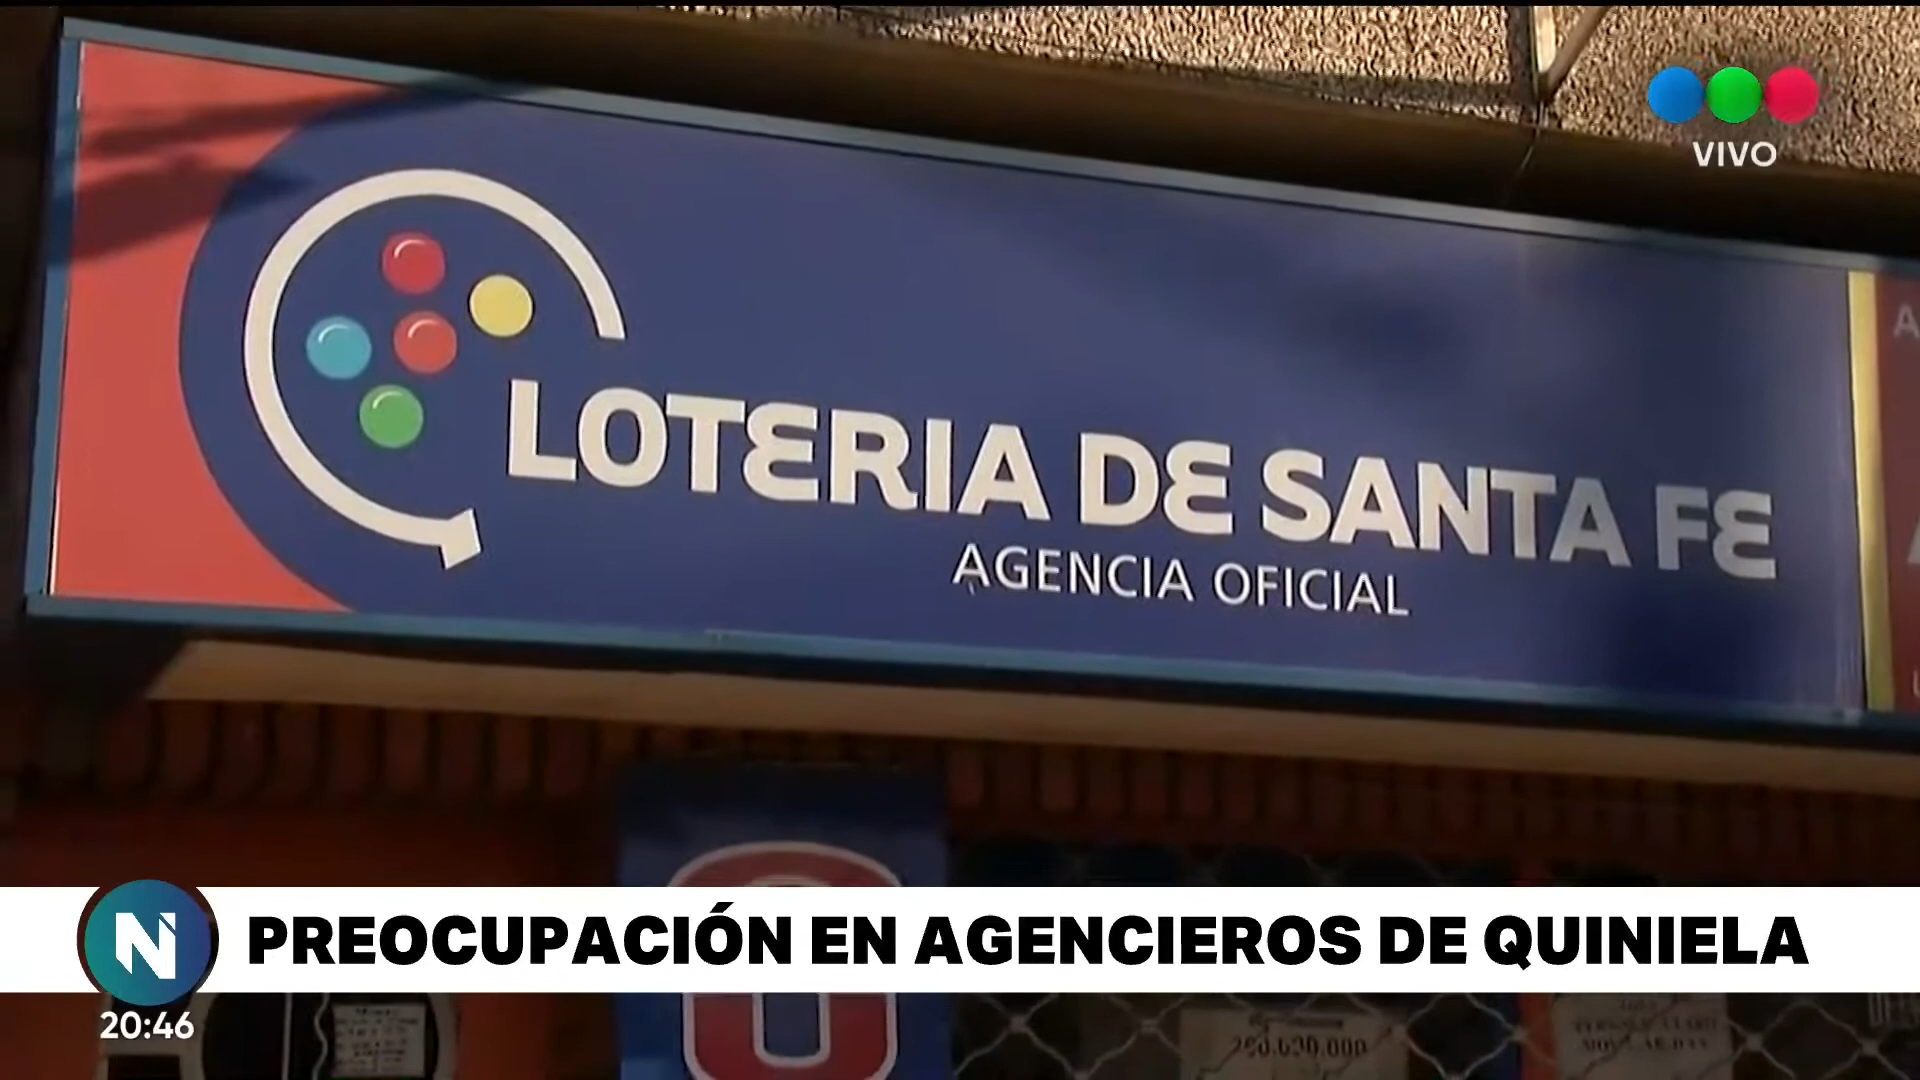 VIVO
LOTERIA DE SANTA FE
AGENCIA OFICIAL
PREOCUPACIÓN EN AGENCIEROS DE QUINIELA
20:46